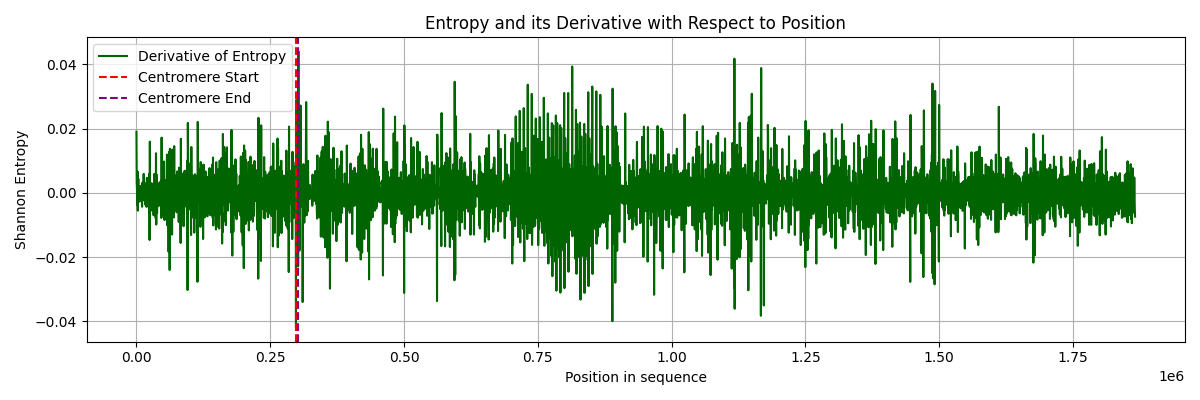 Entropy and its Derivative with Respect to Position
Derivative of Entropy
Centromere Start
Centromere End
Shannon Entropy
0.04
0.02
0.00
−0.02
−0.04
0.00 0.25 0.50 0.75 1.00 1.25 1.50 1.75
1e6
Position in sequence